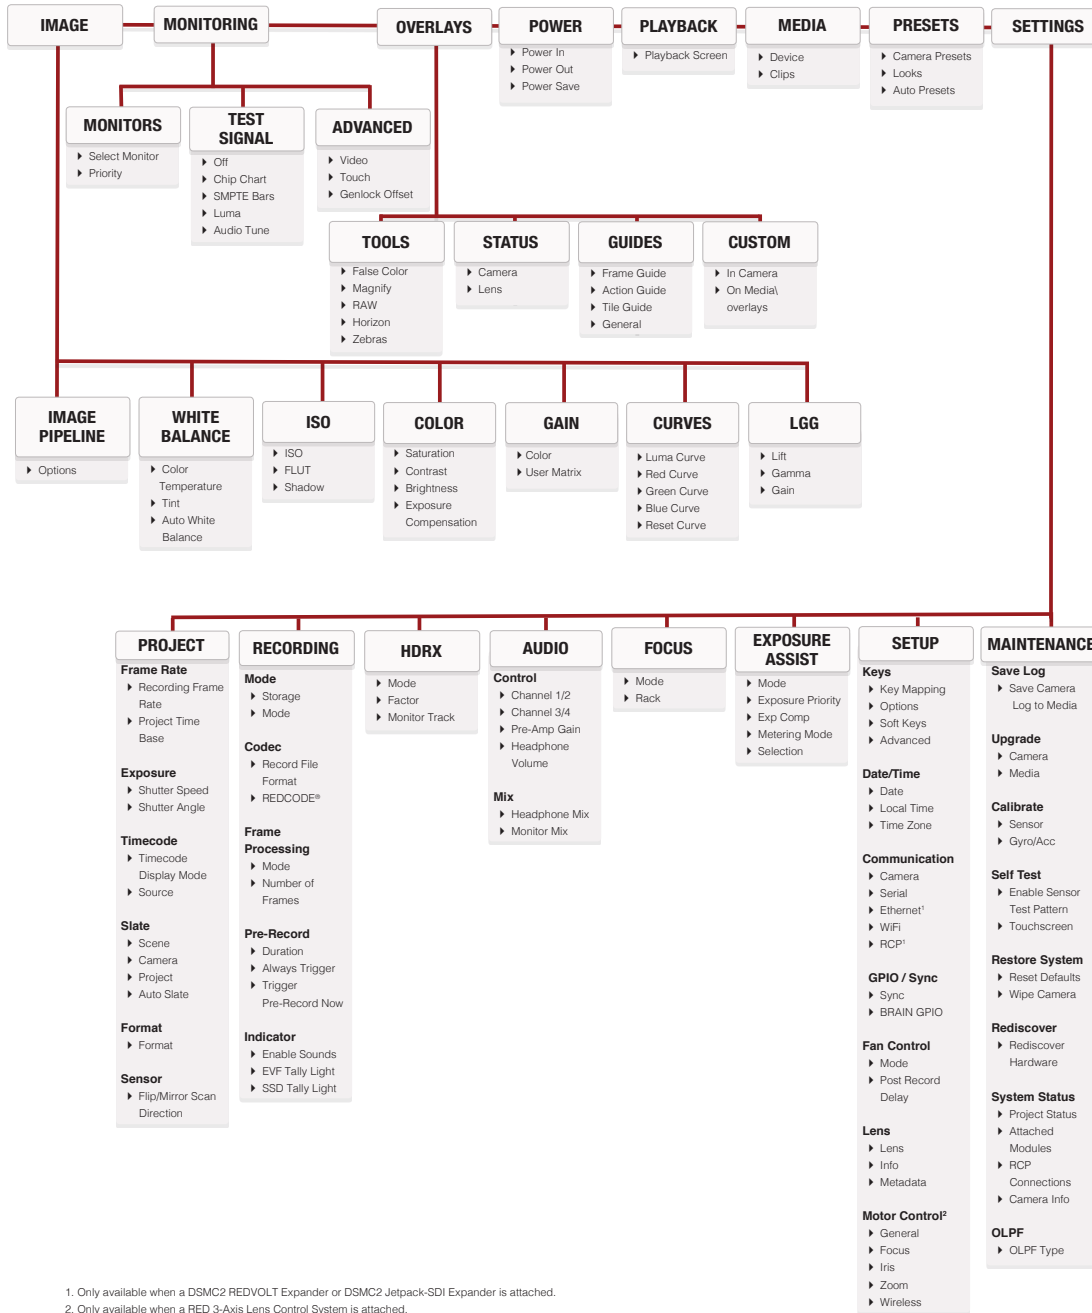 IMAGE
MONITORING
OVERLAYS
POWER
Power In
Power Out
Power Save
PLAYBACK
Playback Screen
MEDIA
Device
Clips
PRESETS
Camera Presets
Looks
Auto Presets
SETTINGS
MONITORS
Select Monitor
Priority
TEST
SIGNAL
Off
Chip Chart
SMPTE Bars
Luma
Audio Tune
ADVANCED
Video
Touch
Genlock Offset
TOOLS
False Color
Magnify
RAW
Horizon
Zebras
STATUS
Camera
Lens
GUIDES
Frame Guide
Action Guide
Tile Guide
General
CUSTOM
In Camera
On Media\
overlays
IMAGE
PIPELINE
Options
WHITE
BALANCE
Color
Temperature
Tint
Auto White
Balance
ISO
ISO
FLUT
Shadow
COLOR
Saturation
Contrast
Brightness
Exposure
Compensation
GAIN
Color
User Matrix
CURVES
Luma Curve
Red Curve
Green Curve
Blue Curve
Reset Curve
LGG
Lift
Gamma
Gain
PROJECT
Frame Rate
Recording Frame
Rate
Project Time
Base
Exposure
Shutter Speed
Shutter Angle
Timecode
Timecode
Display Mode
Source
Slate
Scene
Camera
Project
Auto Slate
Format
Format
Sensor
Flip/Mirror Scan
Direction
RECORDING
Mode
Storage
Mode
Codec
Record File
Format
REDCODE®
Frame
Processing
Mode
Number of
Frames
Pre-Record
Duration
Always Trigger
Trigger
Pre-Record Now
Indicator
Enable Sounds
EVF Tally Light
SSD Tally Light
HDRX
Mode
Factor
Monitor Track
AUDIO
Control
Channel 1/2
Channel 3/4
Pre-Amp Gain
Headphone
Volume
Mix
Headphone Mix
Monitor Mix
FOCUS
Mode
Rack
EXPOSURE
ASSIST
Mode
Exposure Priority
Exp Comp
Metering Mode
Selection
SETUP
Keys
Key Mapping
Options
Soft Keys
Advanced
Date/Time
Date
Local Time
Time Zone
Communication
Camera
Serial
Ethernet¹
WiFi
RCP¹
GPIO / Sync
Sync
BRAIN GPIO
Fan Control
Mode
Post Record
Delay
Lens
Lens
Info
Metadata
Motor Control²
General
Focus
Iris
Zoom
Wireless
MAINTENANCE
Save Log
Save Camera
Log to Media
Upgrade
Camera
Media
Calibrate
Sensor
Gyro/Acc
Self Test
Enable Sensor
Test Pattern
Touchscreen
Restore System
Reset Defaults
Wipe Camera
Rediscover
Rediscover
Hardware
System Status
Project Status
Attached
Modules
RCP
Connections
Camera Info
OLPF
OLPF Type
1. Only available when a DSMC2 REDVOLT Expander or DSMC2 Jetpack-SDI Expander is attached.
2. Only available when a RED 3-Axis Lens Control System is attached.